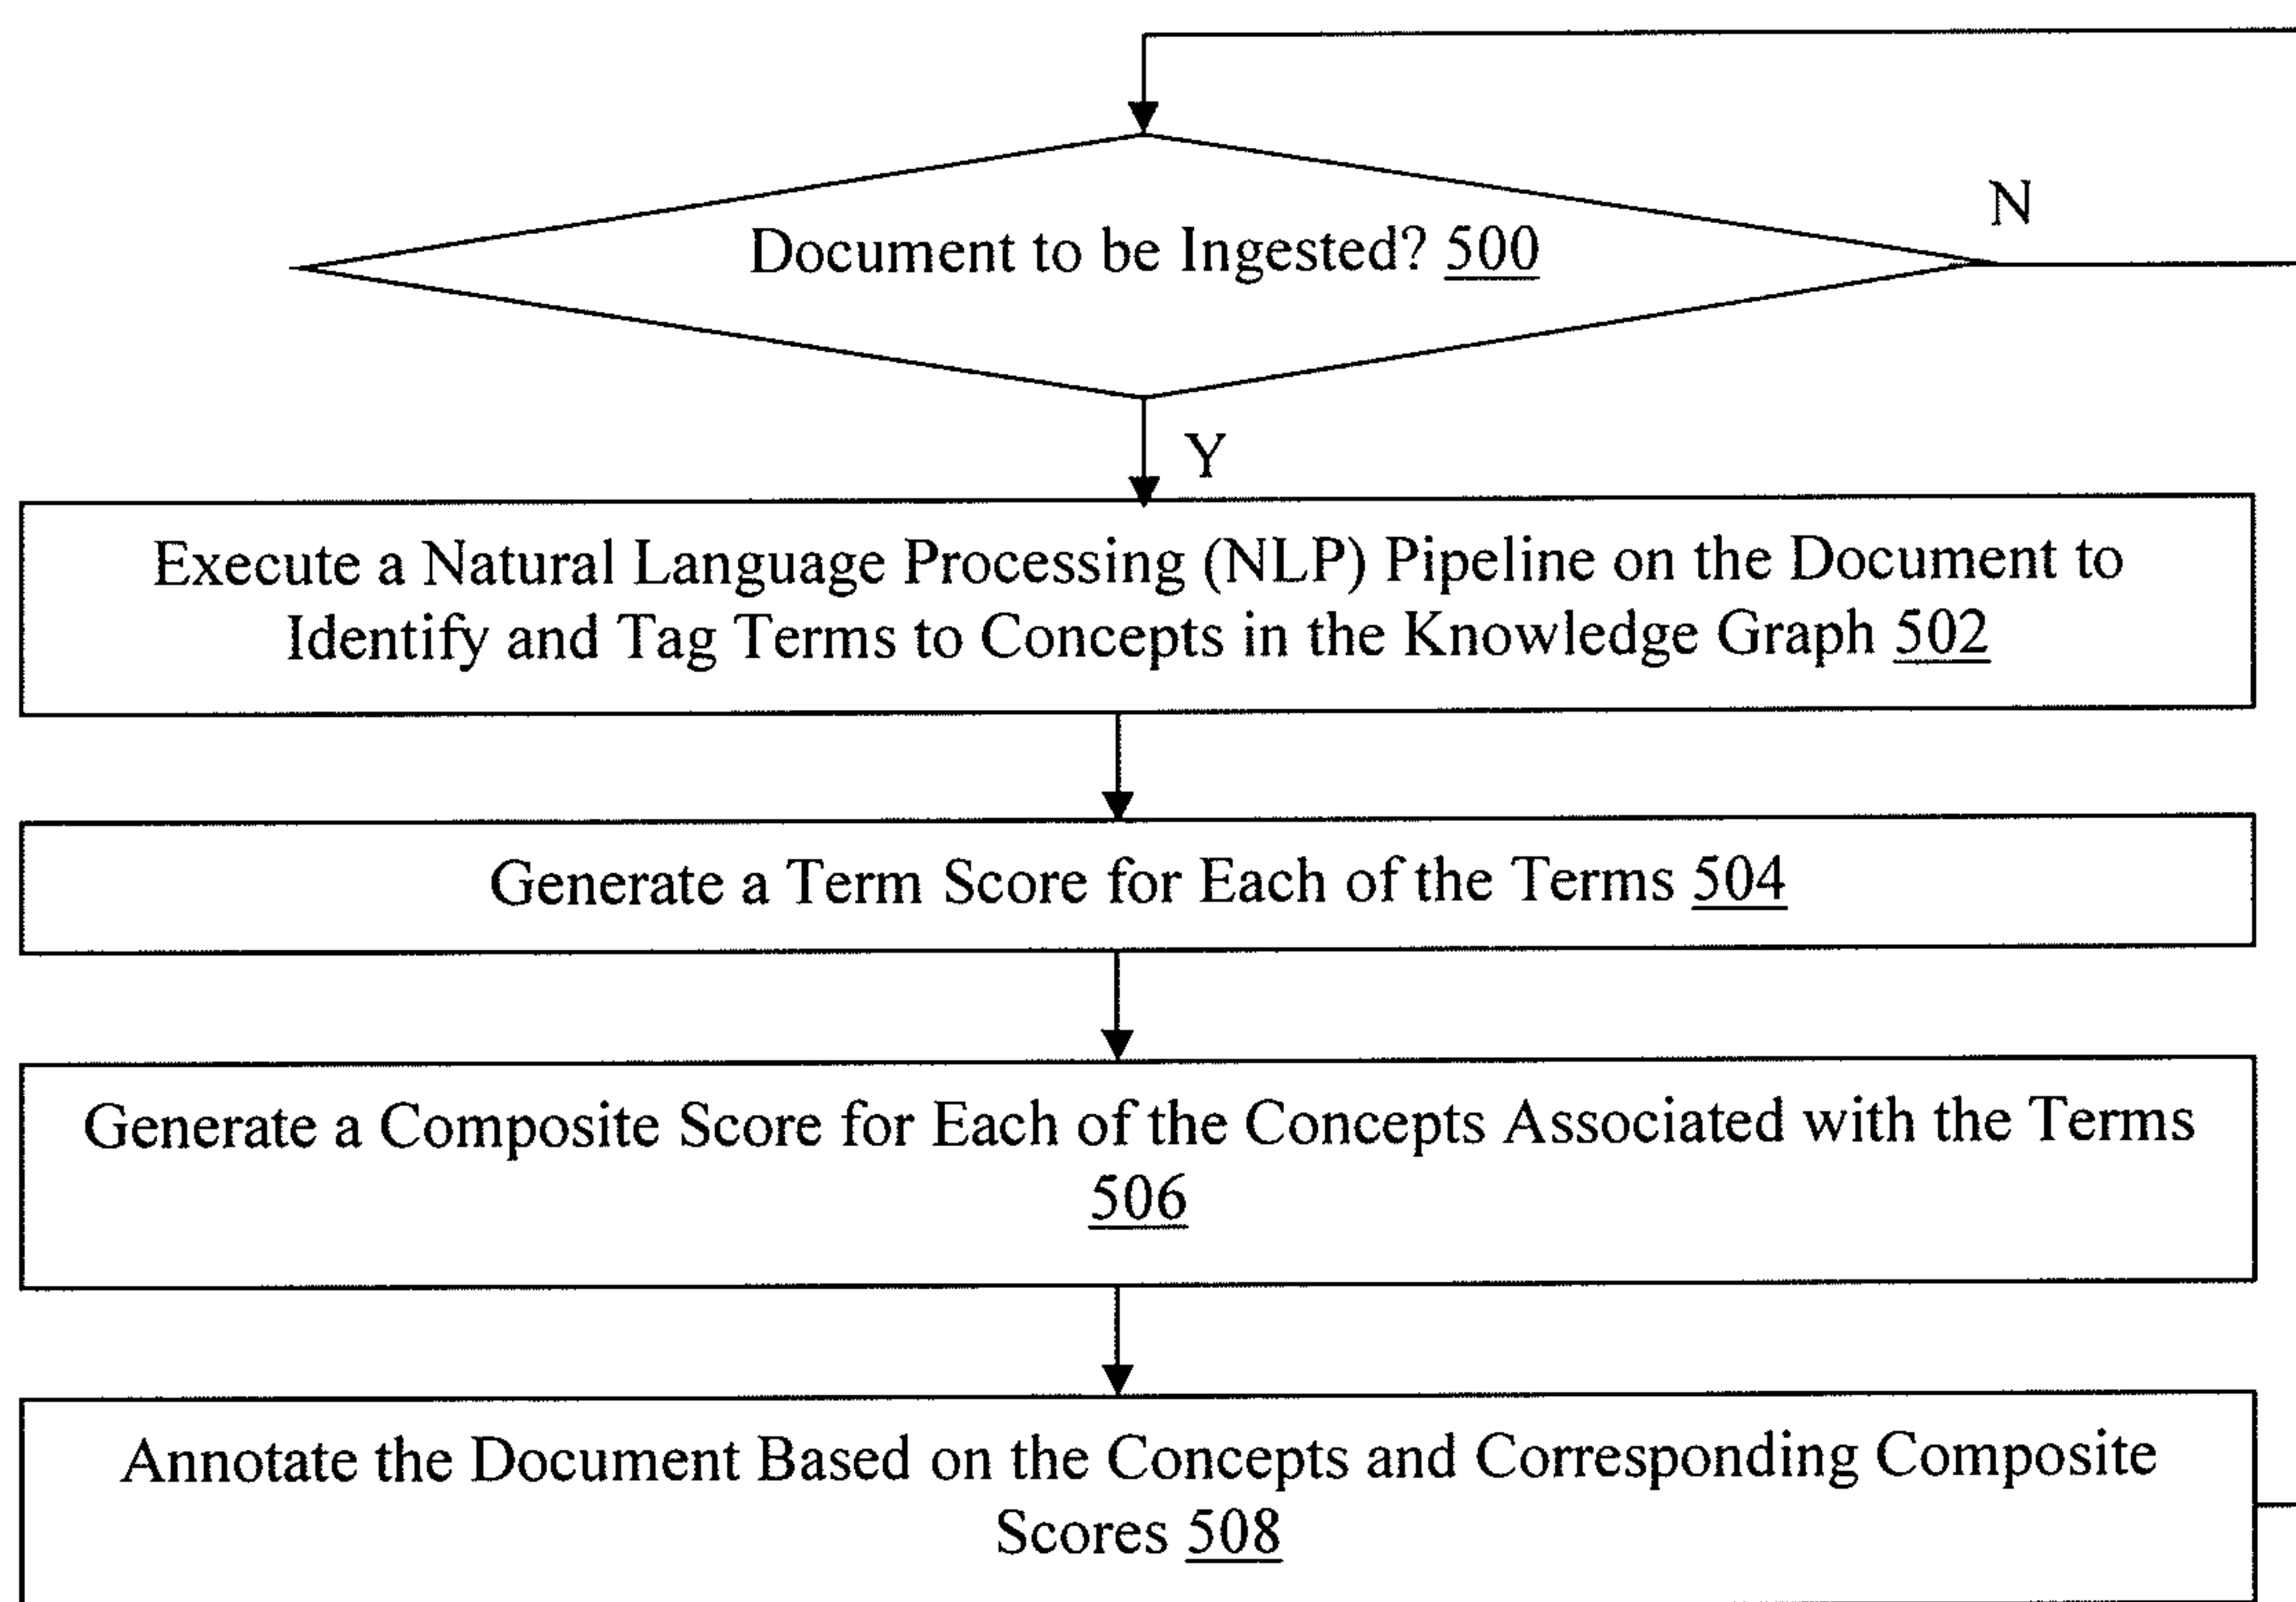 N
Document to be Ingested? 500
Y
Execute a Natural Language Processing (NLP) Pipeline on the Document to
Identify and Tag Terms to Concepts in the Knowledge Graph 502
Generate a Term Score for Each of the Terms 504
Generate a Composite Score for Each of the Concepts Associated with the Terms
506
Annotate the Document Based on the Concepts and Corresponding Composite
Scores 508